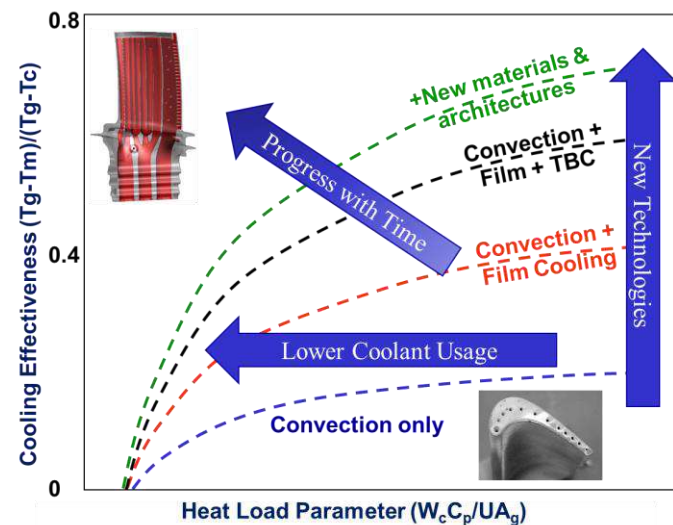 0.8
0.4
0
Cooling Effectiveness (Tg-Tm)/(Tg-Tc)
+New materials &
architectures
Convection +
Film + TBC
Convection +
Film Cooling
Convection only
Progress with Time
Lower Coolant Usage
New Technologies
Heat Load Parameter (WcCp/UAg)